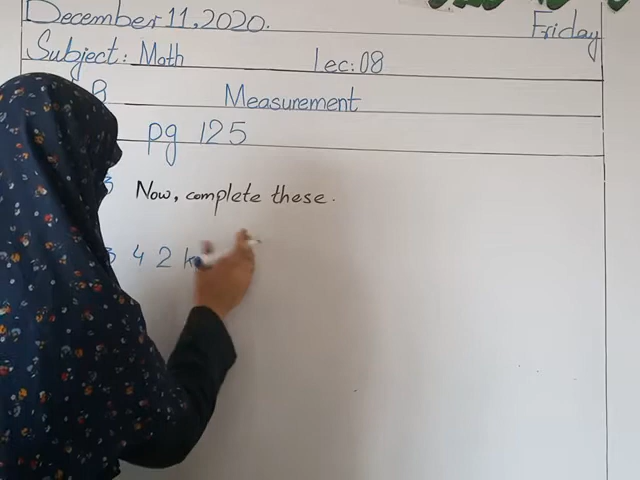 December 11, 2020.
Friday
Subject: Math lec: 08
B Measurement
pg 125
Now, complete these.
4 2